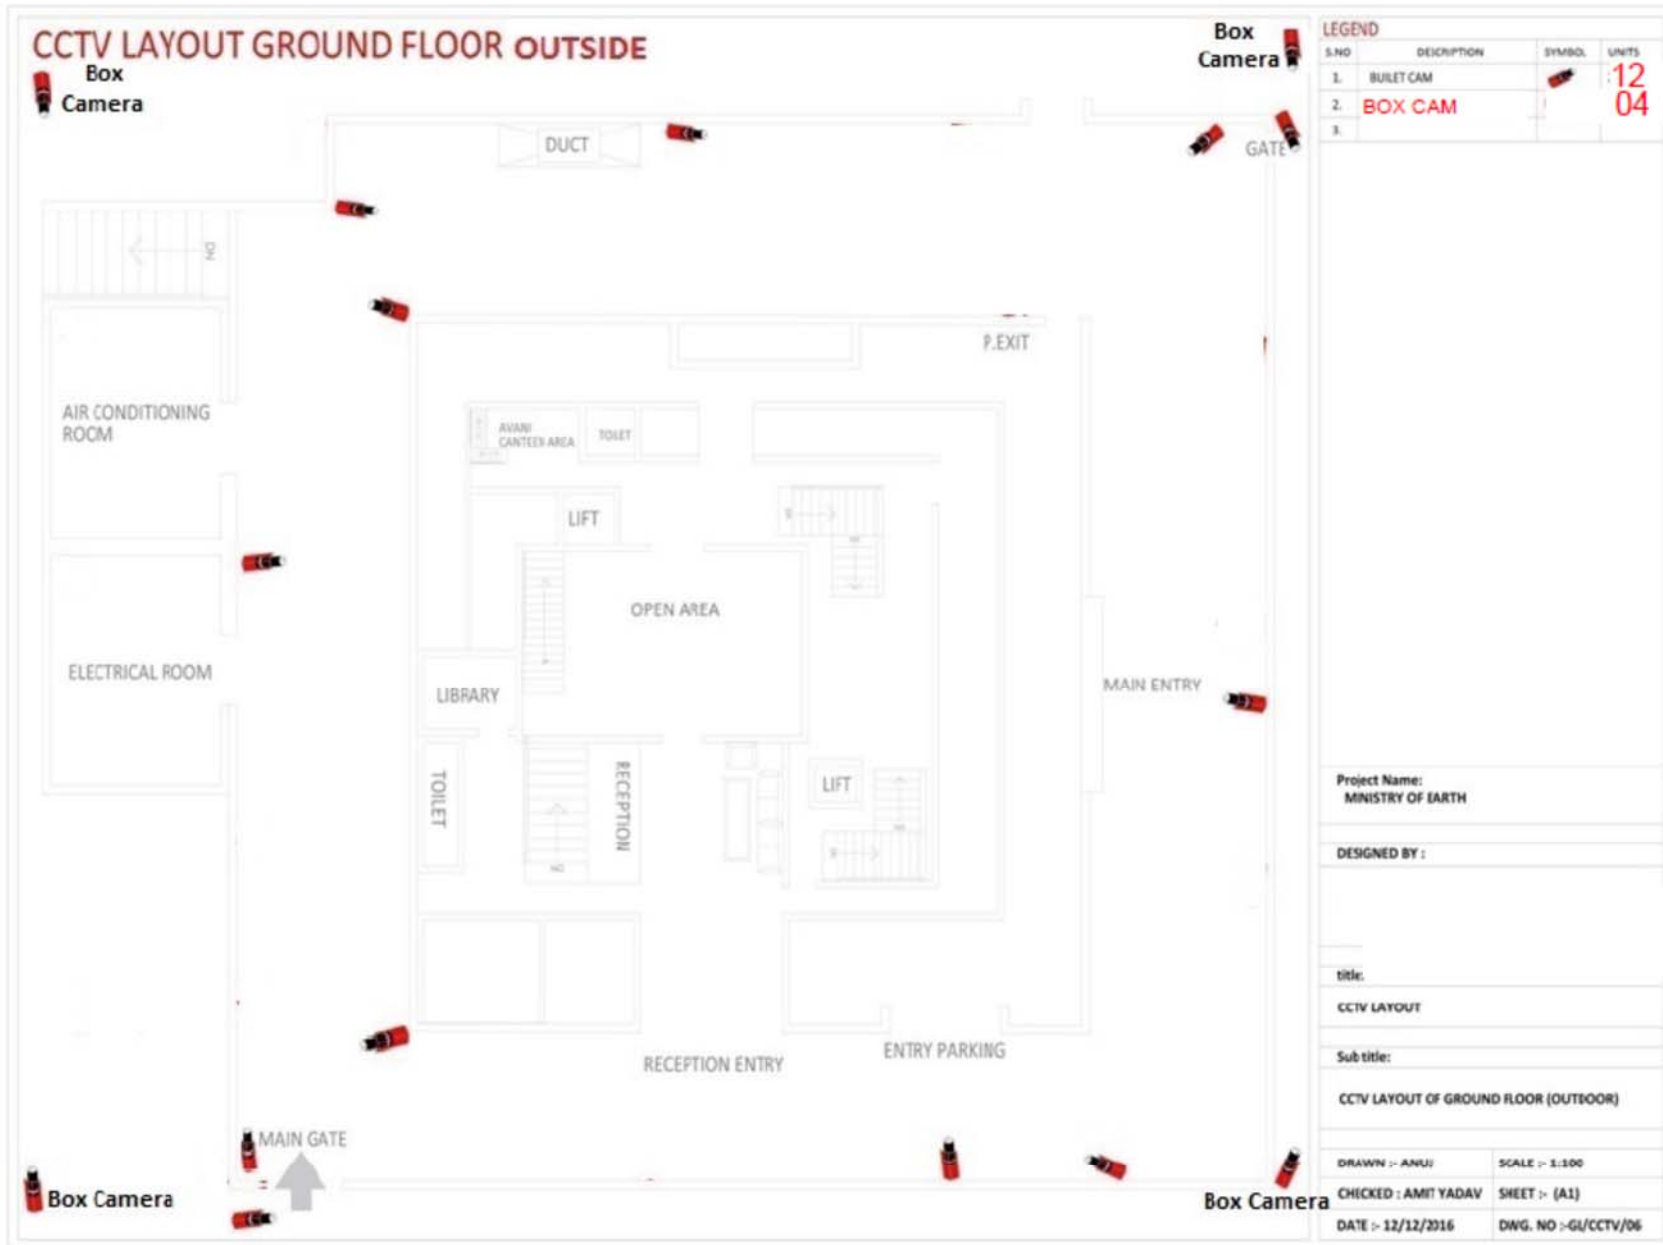 CCTV LAYOUT GROUND FLOOR OUTSIDE
Box
Camera
Box
Camera
DUCT
GATE
DN
P.EXIT
AIR CONDITIONING
ROOM
AVANI
CANTEEN AREA
TOILET
LIFT
OPEN AREA
ELECTRICAL ROOM
LIBRARY
MAIN ENTRY
TOILET
RECEPTION
LIFT
RECEPTION ENTRY
ENTRY PARKING
MAIN GATE
Box Camera
Box Camera
LEGEND
S.NO DESCRIPTION SYMBOL UNITS
1. BULLET CAM 12
2. BOX CAM 04
3.
Project Name:
MINISTRY OF EARTH
DESIGNED BY :
title:
CCTV LAYOUT
Sub title:
CCTV LAYOUT OF GROUND FLOOR (OUTDOOR)
DRAWN :- ANUJ SCALE :- 1:100
CHECKED : AMIT YADAV SHEET :- (A1)
DATE :- 12/12/2016 DWG. NO :-GI/CCTV/06